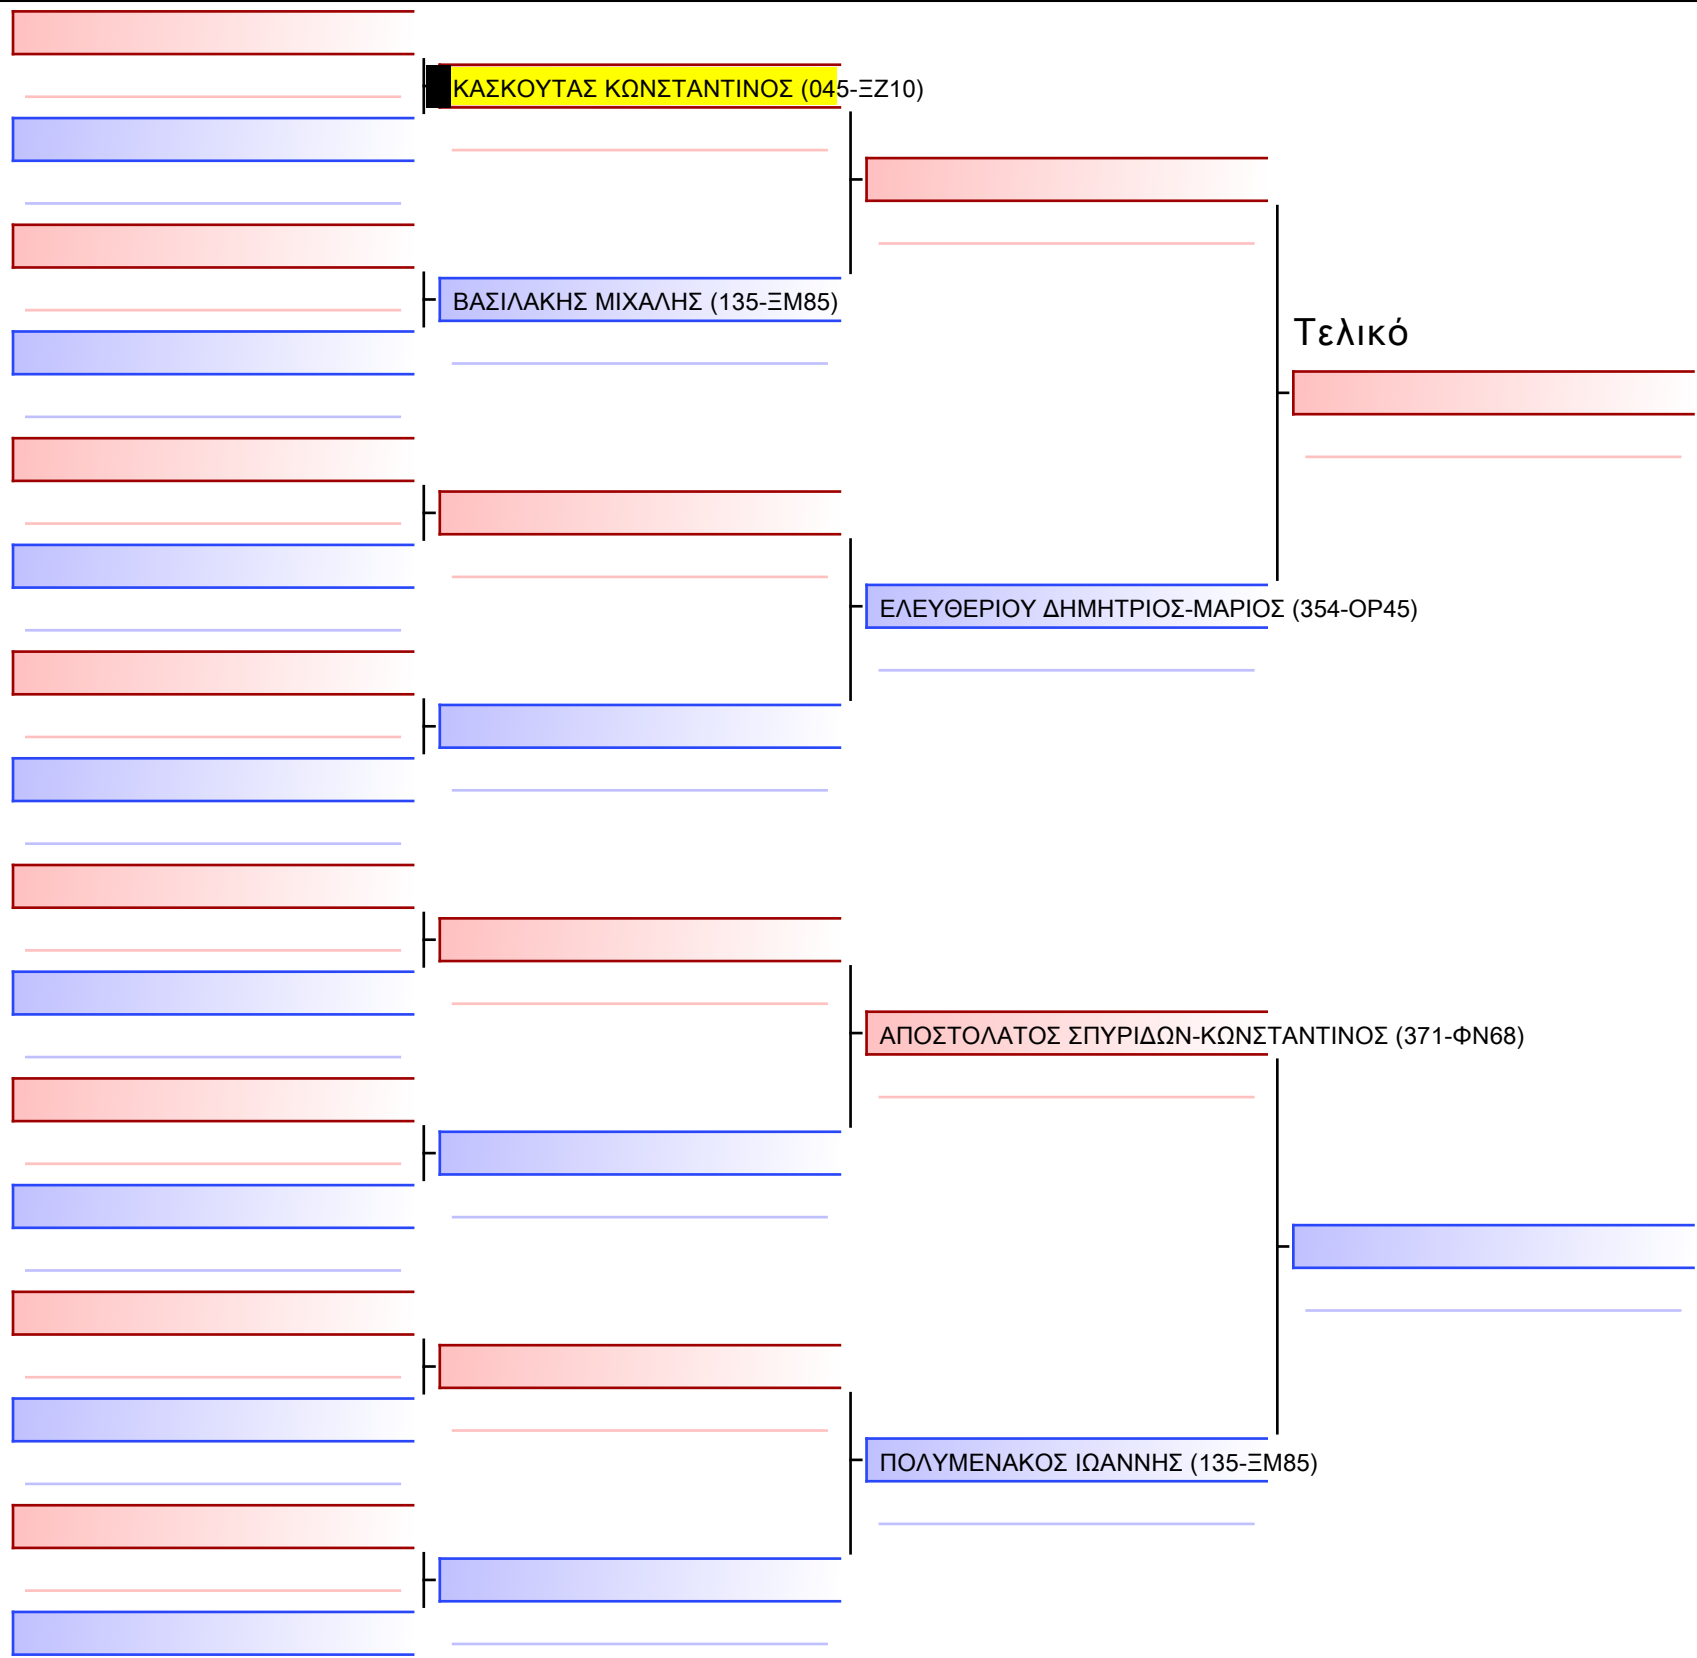 ΚΑΣΚΟΥΤΑΣ ΚΩΝΣΤΑΝΤΙΝΟΣ (045-ΞΖ10)
ΒΑΣΙΛΑΚΗΣ ΜΙΧΑΛΗΣ (135-ΞΜ85)
Τελικό
ΕΛΕΥΘΕΡΙΟΥ ΔΗΜΗΤΡΙΟΣ-ΜΑΡΙΟΣ (354-ΟΡ45)
ΑΠΟΣΤΟΛΑΤΟΣ ΣΠΥΡΙΔΩΝ-ΚΩΝΣΤΑΝΤΙΝΟΣ (371-ΦΝ68)
ΠΟΛΥΜΕΝΑΚΟΣ ΙΩΑΝΝΗΣ (135-ΞΜ85)